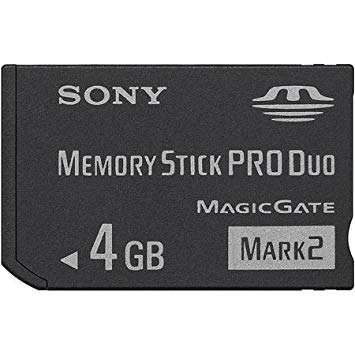 SONY
MEMORY STICK PRO DUO
MAGICGATE
4GB
MARK2